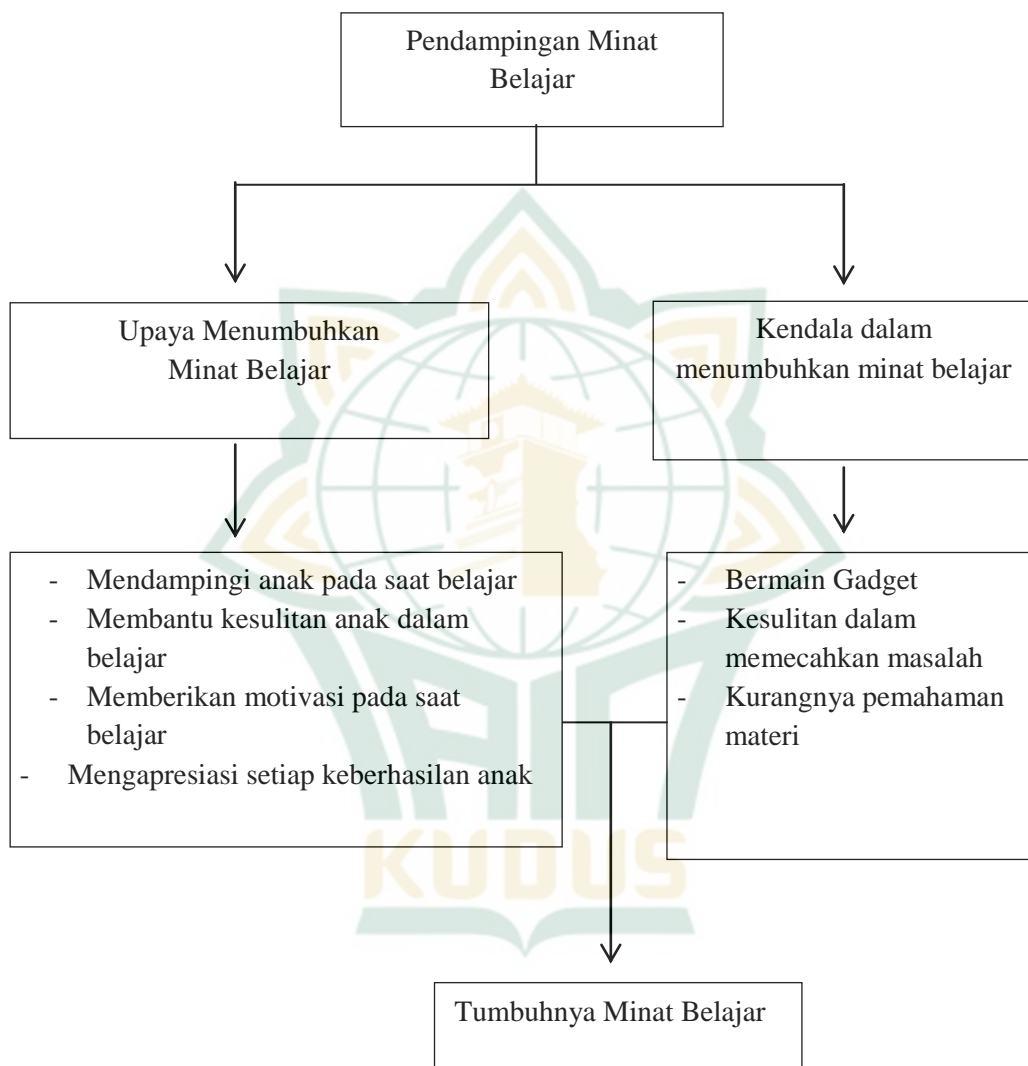 Pendampingan Minat
Belajar
Upaya Menumbuhkan
Minat Belajar
Kendala dalam
menumbuhkan minat belajar
- Mendampingi anak pada saat belajar
- Membantu kesulitan anak dalam
belajar
- Memberikan motivasi pada saat
belajar
- Mengapresiasi setiap keberhasilan anak
- Bermain Gadget
- Kesulitan dalam
memecahkan masalah
- Kurangnya pemahaman
materi
IAIN
KUDUS
Tumbuhnya Minat Belajar